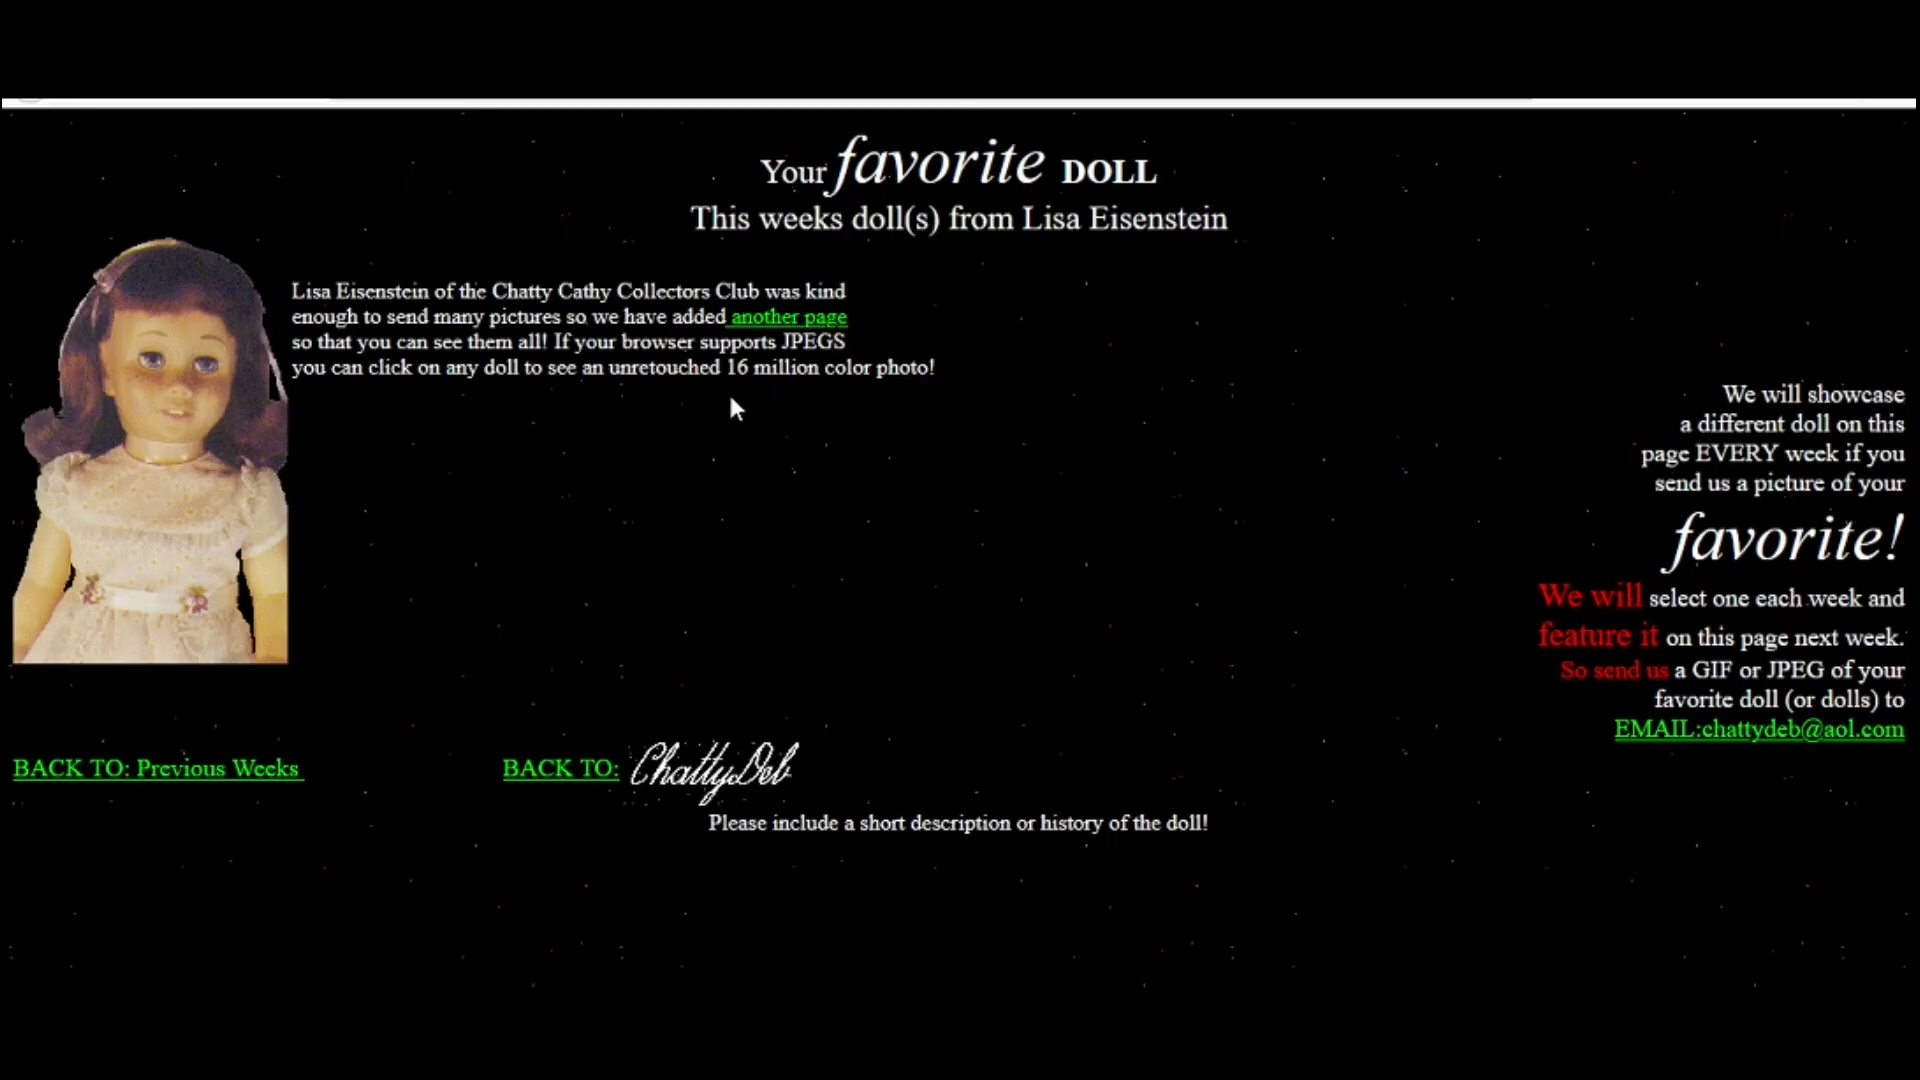 Your favorite DOLL
This weeks doll(s) from Lisa Eisenstein
Lisa Eisenstein of the Chatty Cathy Collectors Club was kind
enough to send many pictures so we have added another page
so that you can see them all! If your browser supports JPEGS
you can click on any doll to see an unretouched 16 million color photo!
We will showcase
a different doll on this
page EVERY week if you
send us a picture of your
favorite!
We will select one each week and
feature it on this page next week.
So send us a GIF or JPEG of your
favorite doll (or dolls) to
EMAIL:chattydeb@aol.com
BACK TO: Previous Weeks
BACK TO: ChattyDeb
Please include a short description or history of the doll!